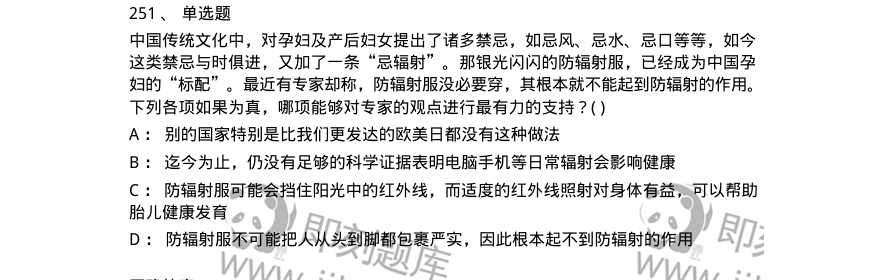 251 、 单选题
中国传统文化中，对孕妇及产后妇女提出了诸多禁忌，如忌风、忌水、忌口等等，如今
这类禁忌与时俱进，又加了一条“忌辐射”。那银光闪闪的防辐射服，已经成为中国孕
妇的“标配”。最近有专家却称，防辐射服没必要穿，其根本就不能起到防辐射的作用。
下列各项如果为真，哪项能够对专家的观点进行最有力的支持？( )
A ： 别的国家特别是比我们更发达的欧美日都没有这种做法
B ： 迄今为止，仍没有足够的科学证据表明电脑手机等日常辐射会影响健康
C ： 防辐射服可能会挡住阳光中的红外线，而适度的红外线照射对身体有益，可以帮助
胎儿健康发育
D ： 防辐射服不可能把人从头到脚都包裹严实，因此根本起不到防辐射的作用
即刻题库
即刻